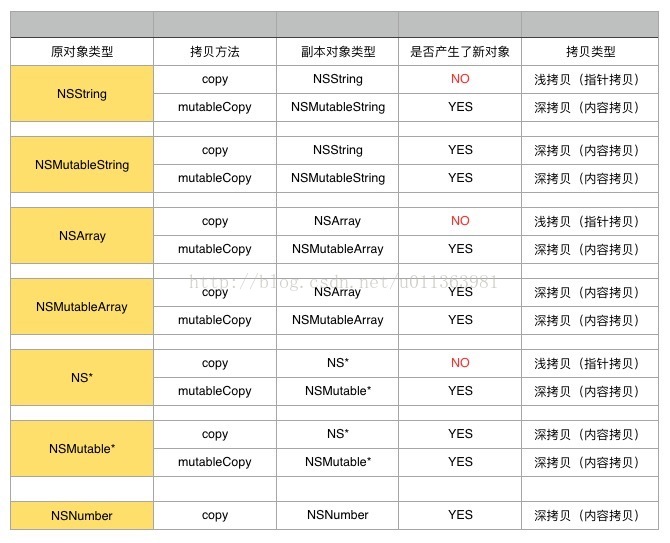 原对象类型 拷贝方法 副本对象类型 是否产生了新对象 拷贝类型
NSString copy NSString NO 浅拷贝（指针拷贝）
mutableCopy NSMutableString YES 深拷贝（内容拷贝）
NSMutableString copy NSString YES 深拷贝（内容拷贝）
mutableCopy NSMutableString YES 深拷贝（内容拷贝）
NSArray copy NSArray NO 浅拷贝（指针拷贝）
mutableCopy NSMutableArray YES 深拷贝（内容拷贝）
http://blog.csdn.net/u011363981
NSMutableArray copy NSArray YES 深拷贝（内容拷贝）
mutableCopy NSMutableArray YES 深拷贝（内容拷贝）
NS* copy NS* NO 浅拷贝（指针拷贝）
mutableCopy NSMutable* YES 深拷贝（内容拷贝）
NSMutable* copy NS* YES 深拷贝（内容拷贝）
mutableCopy NSMutable* YES 深拷贝（内容拷贝）
NSNumber copy NSNumber YES 深拷贝（内容拷贝）